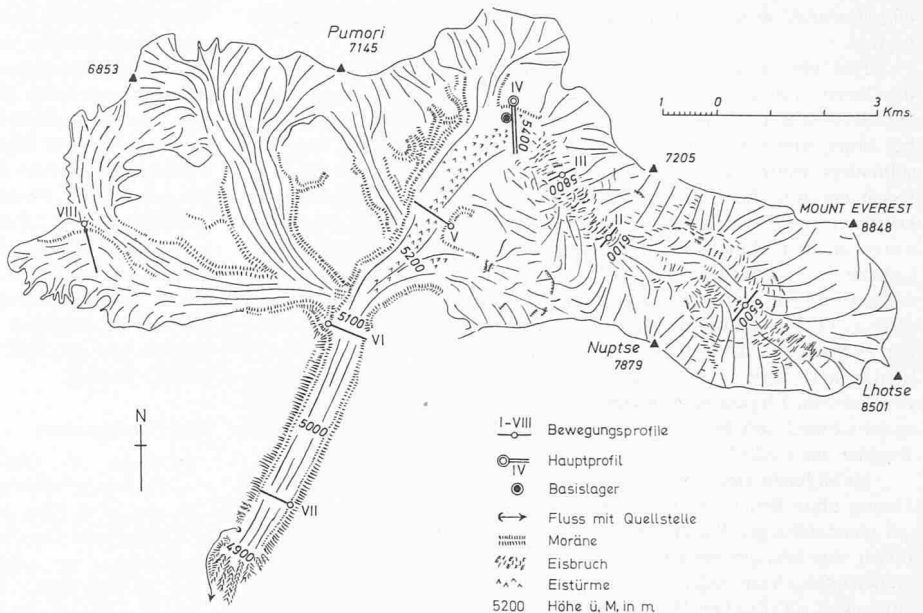 Pumori
7145
6853
IV
5400
1 0 3 Kms.
III
5800
7205
VIII
II
6100
MOUNT EVEREST
8848
V
5200
I
6500
5100
VI
Nuptse
7879
Lhotse
8501
N
5000
VII
4900
I-VIII Bewegungsprofile
IV Hauptprofil
Basislager
Fluss mit Quellstelle
Moräne
Eisbruch
Eistürme
5200 Höhe ü, M, in m